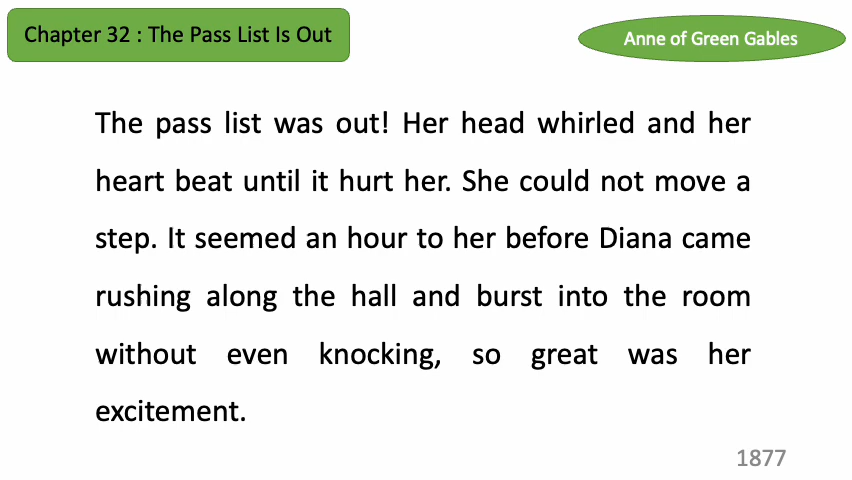 Chapter 32 : The Pass List Is Out
Anne of Green Gables
The pass list was out! Her head whirled and her
heart beat until it hurt her. She could not move a
step. It seemed an hour to her before Diana came
rushing along the hall and burst into the room
without even knocking, so great was her
excitement.
1877